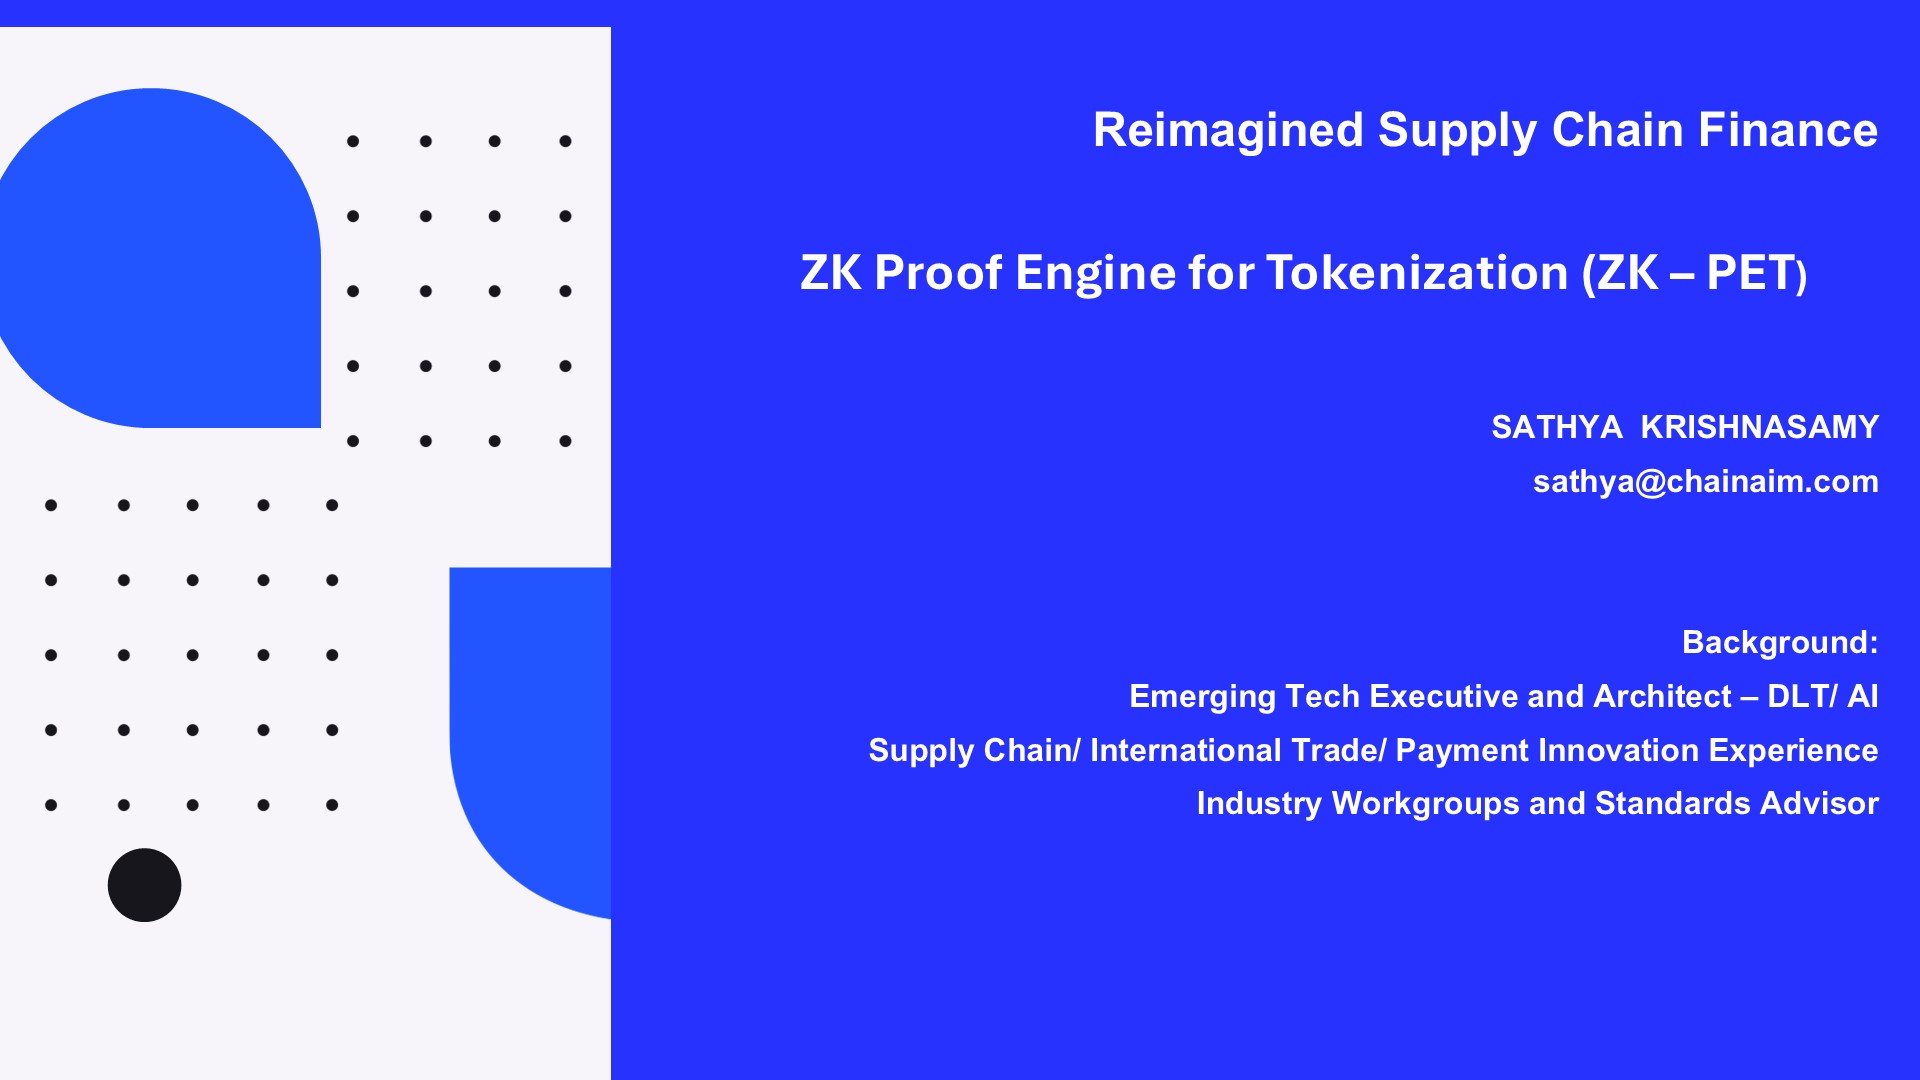 Reimagined Supply Chain Finance
ZK Proof Engine for Tokenization (ZK – PET)
SATHYA  KRISHNASAMY
sathya@chainaim.com
Background:
Emerging Tech Executive and Architect – DLT/ AI
Supply Chain/ International Trade/ Payment Innovation Experience
Industry Workgroups and Standards Advisor